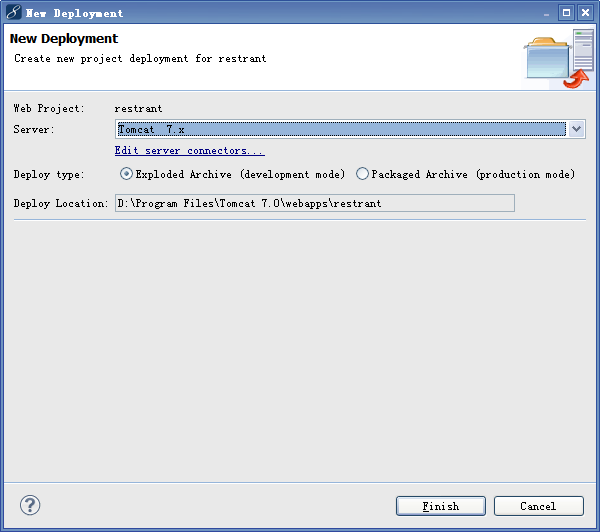 New Deployment
New Deployment
Create new project deployment for restrant
Web Project: restrant
Server: Tomcat 7.x
Edit server connectors...
Deploy type: Exploded Archive (development mode) Packaged Archive (production mode)
Deploy Location: D:\Program Files\Tomcat 7.0\webapps\restrant
? Finish Cancel